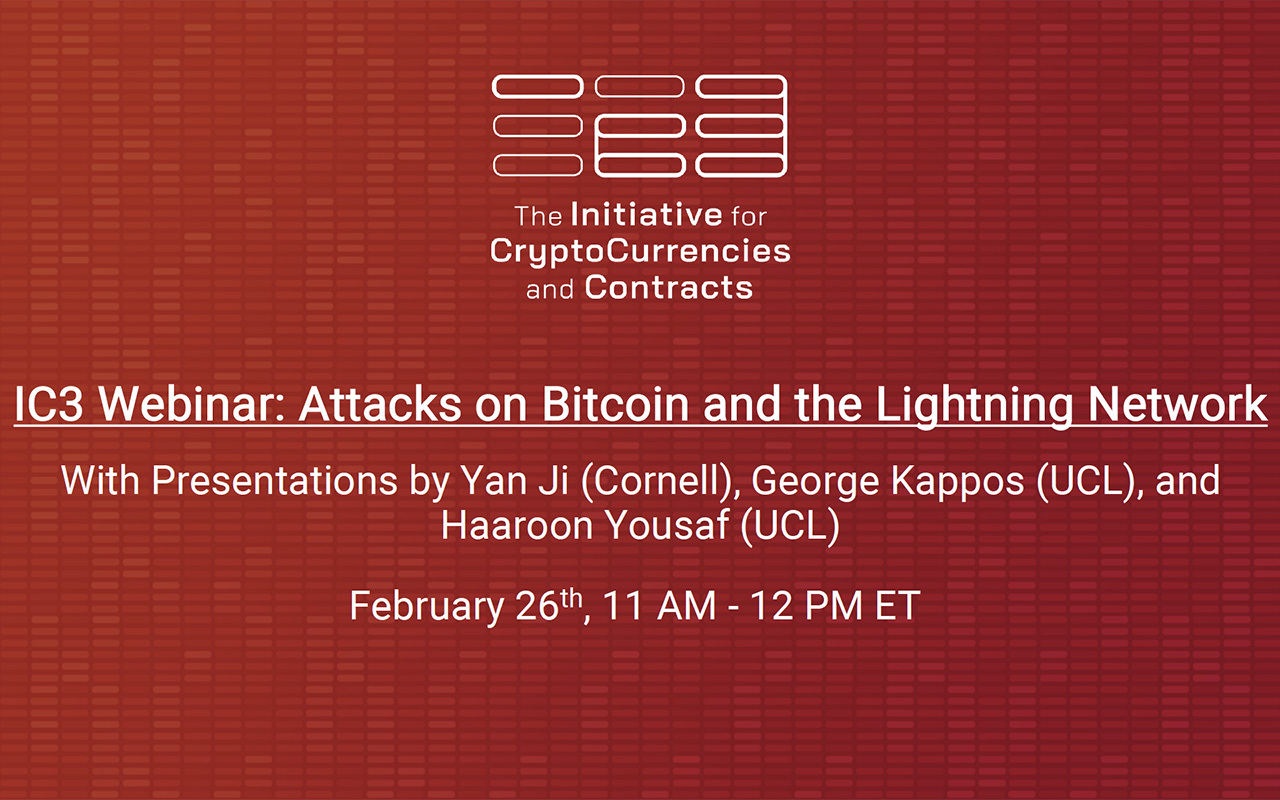 The Initiative for
CryptoCurrencies
and Contracts
IC3 Webinar: Attacks on Bitcoin and the Lightning Network
With Presentations by Yan Ji (Cornell), George Kappos (UCL), and
Haaroon Yousaf (UCL)
February 26th, 11 AM - 12 PM ET